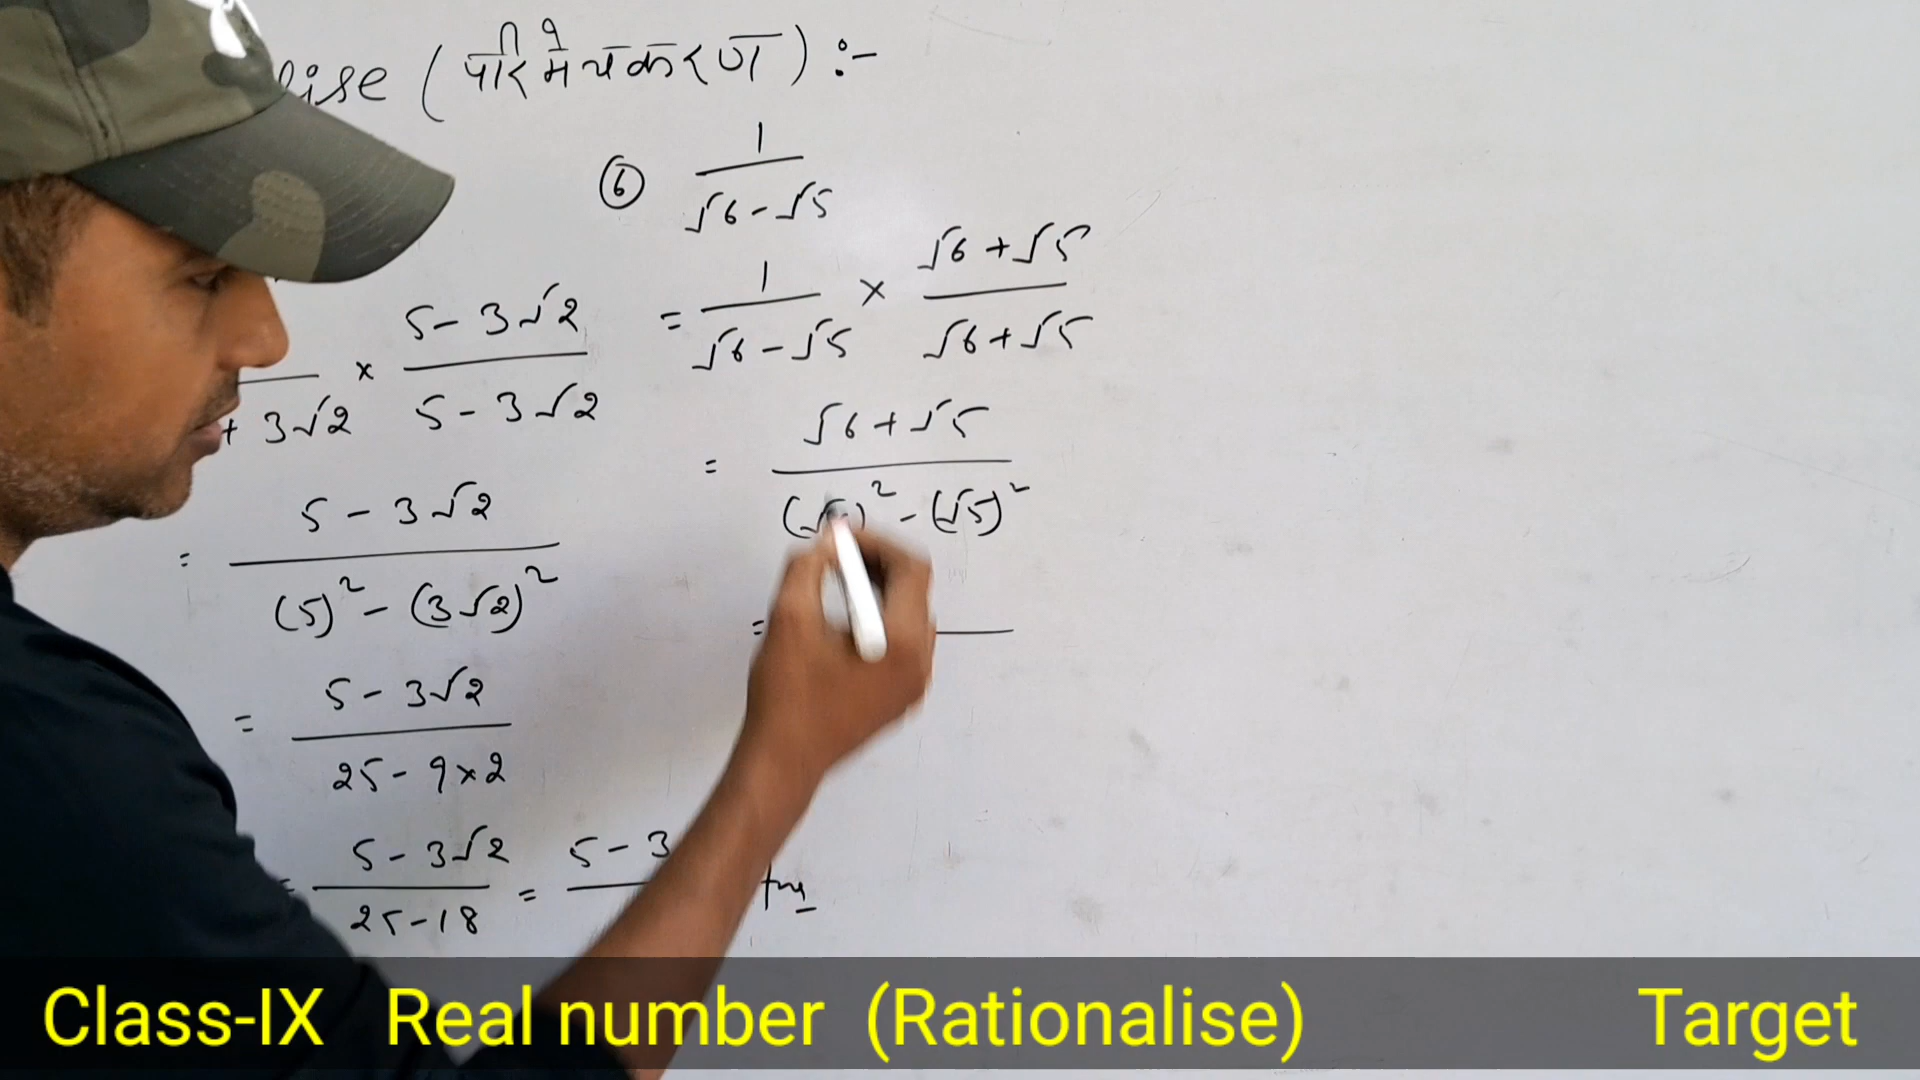 lise (परिमेयकरण) :-
5 - 3√2
×
+ 3√2   5 - 3√2
= 5 - 3√2
(5)² - (3√2)²
= 5 - 3√2
25 - 9×2
= 5 - 3√2 = 5 - 3
25 - 18
Ans
⑥ 1
√6 - √5
= 1 × √6 + √5
√6 - √5   √6 + √5
= √6 + √5
(√ )² - (√5)²
=
Class-IX Real number (Rationalise) Target